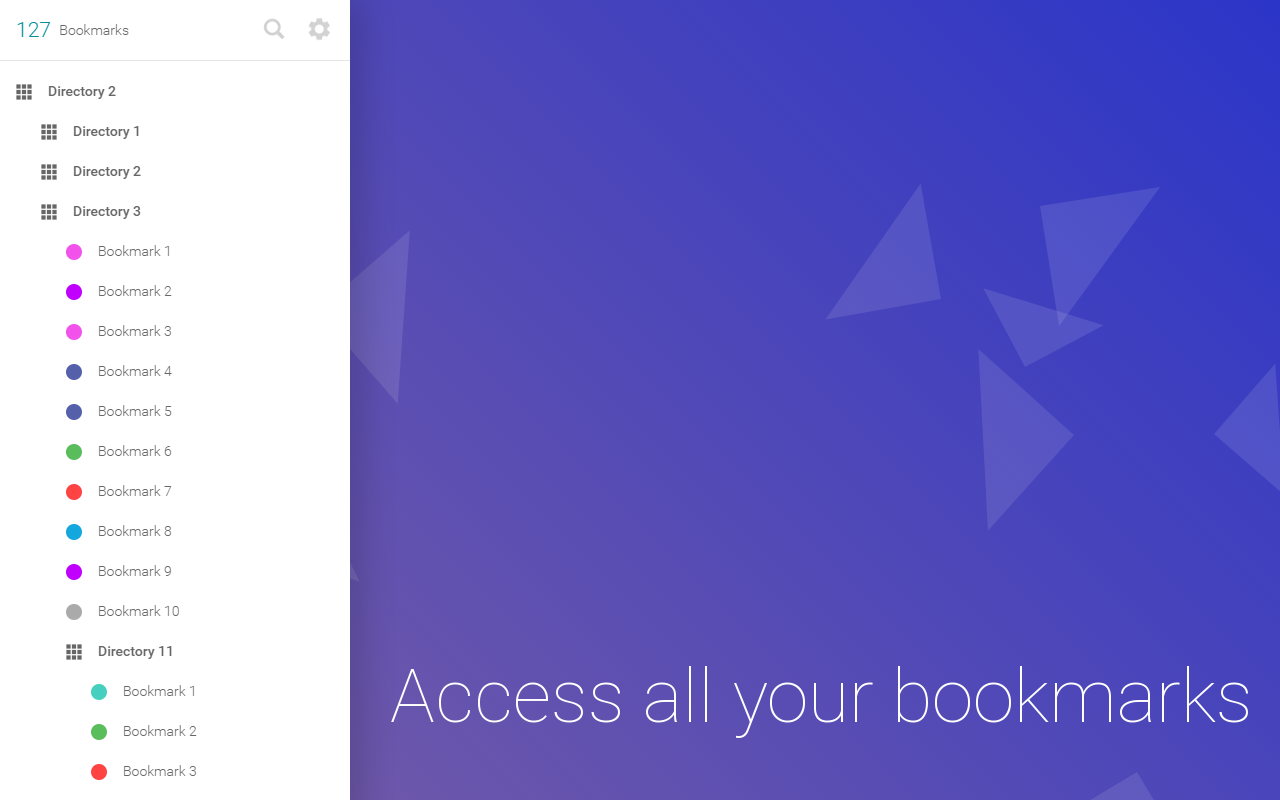 127 Bookmarks
Directory 2
Directory 1
Directory 2
Directory 3
Bookmark 1
Bookmark 2
Bookmark 3
Bookmark 4
Bookmark 5
Bookmark 6
Bookmark 7
Bookmark 8
Bookmark 9
Bookmark 10
Directory 11
Bookmark 1
Bookmark 2
Bookmark 3
Access all your bookmarks